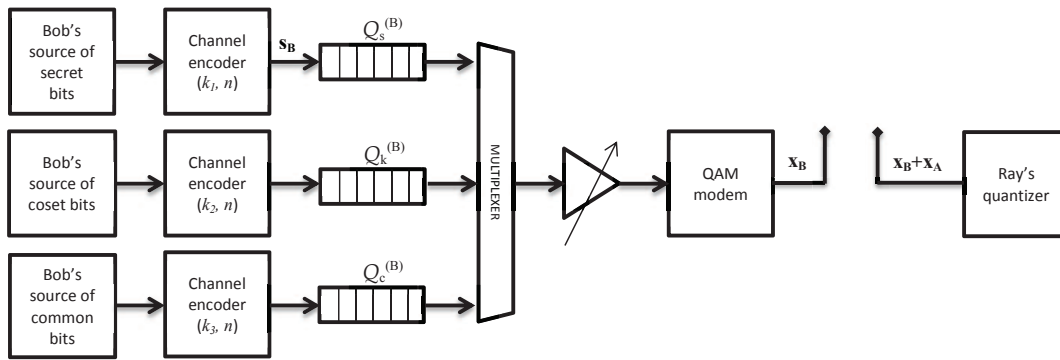 Bob's
source of
secret
bits
Channel
encoder
(k1, n)
sB
Qs(B)
Bob's
source of
coset bits
Channel
encoder
(k2, n)
Qk(B)
Bob's
source of
common
bits
Channel
encoder
(k3, n)
Qc(B)
MULTIPLEXER
QAM
modem
xB
xB+xA
Ray's
quantizer